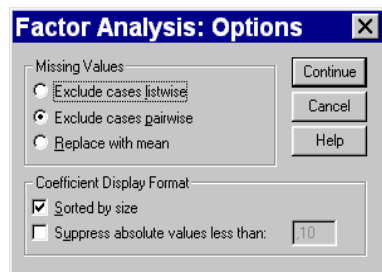 Factor Analysis: Options
Missing Values
Exclude cases listwise
Exclude cases pairwise
Replace with mean
Continue
Cancel
Help
Coefficient Display Format
Sorted by size
Suppress absolute values less than: ,10